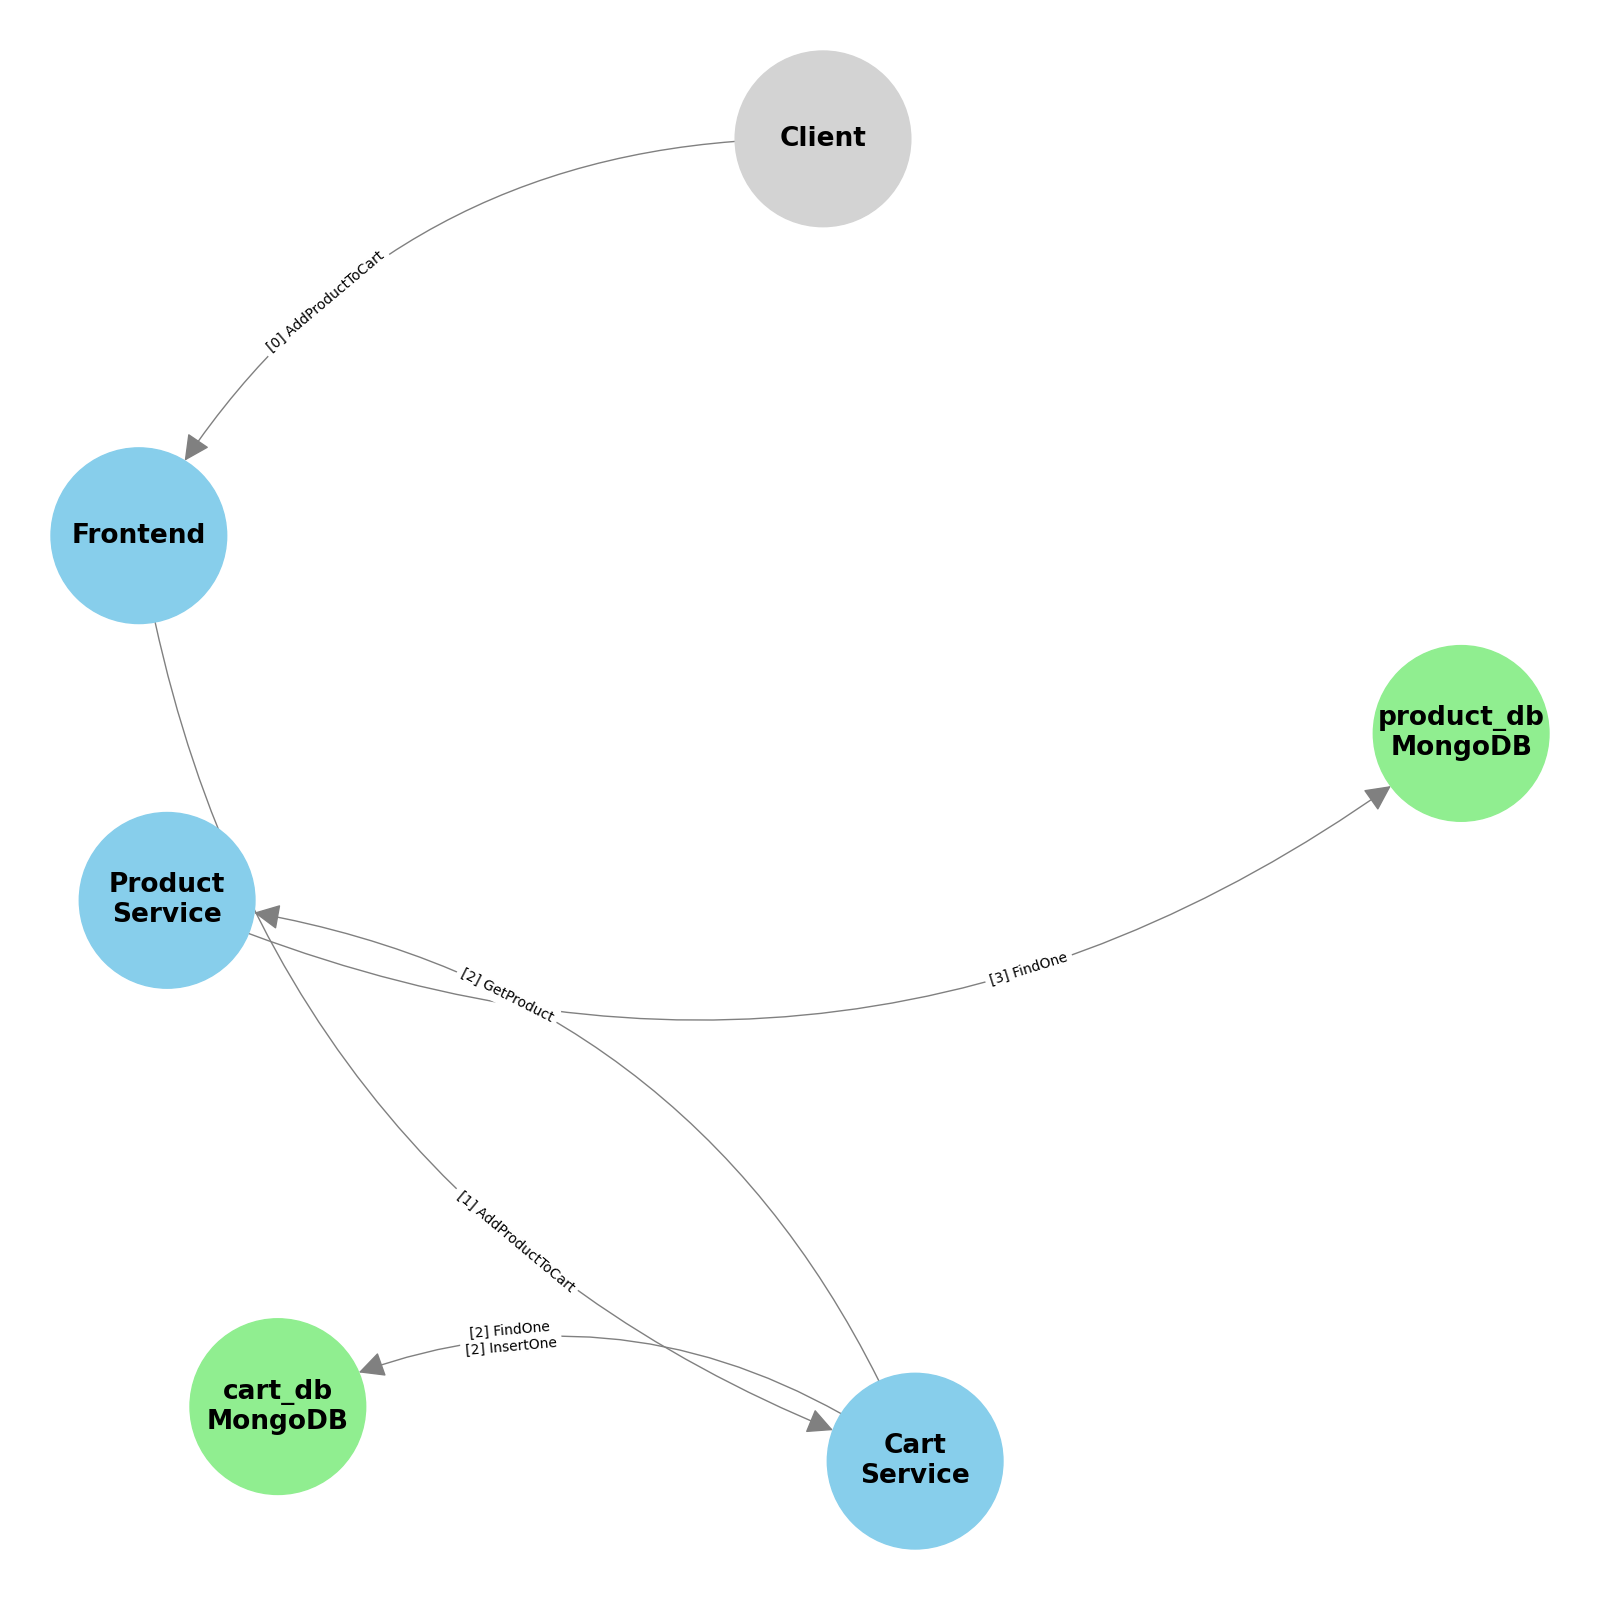 Client
[0] AddProductToCart
Frontend
product_db
MongoDB
Product
Service
[3] FindOne
[2] GetProduct
[1] AddProductToCart
[2] FindOne
[2] InsertOne
cart_db
MongoDB
Cart
Service